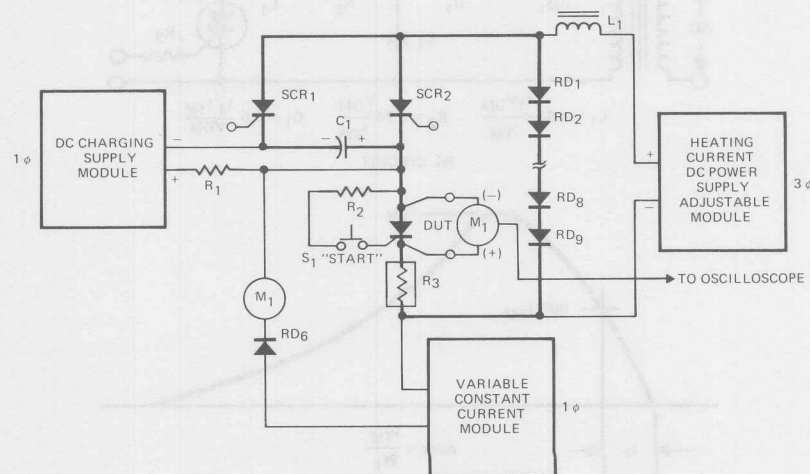 L1
SCR1
SCR2
RD1
RD2
C1
−
+
1 φ
DC CHARGING
SUPPLY
MODULE
−
+
R1
R2
S1 "START"
DUT
(−)
M1
(+)
RD8
RD9
+
−
HEATING
CURRENT
DC POWER
SUPPLY
ADJUSTABLE
MODULE
3 φ
TO OSCILLOSCOPE
R3
M1
RD6
VARIABLE
CONSTANT
CURRENT
MODULE
1 φ